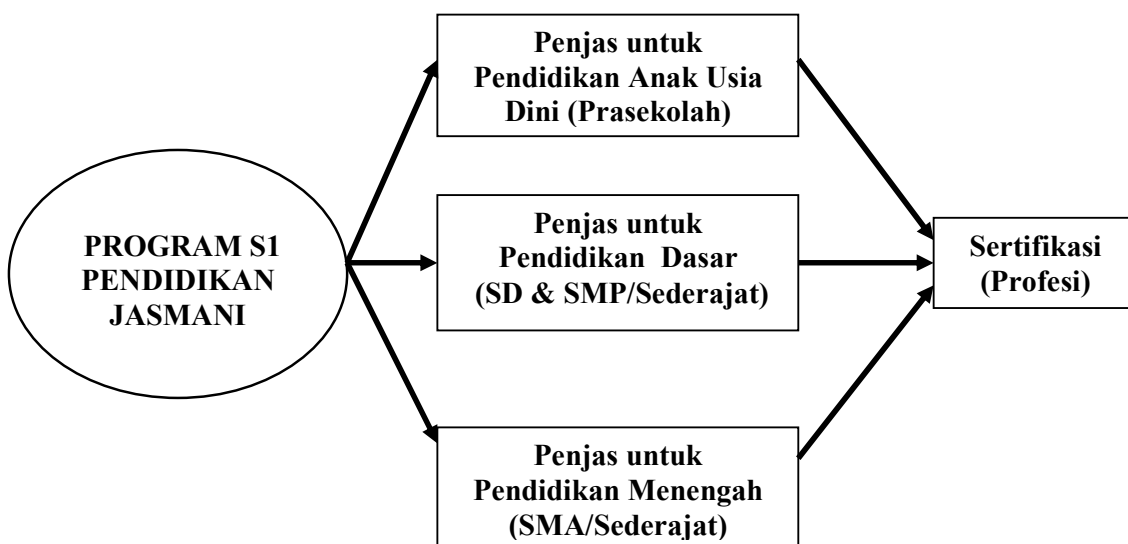 PROGRAM S1
PENDIDIKAN
JASMANI
Penjas untuk
Pendidikan Anak Usia
Dini (Prasekolah)
Penjas untuk
Pendidikan Dasar
(SD & SMP/Sederajat)
Penjas untuk
Pendidikan Menengah
(SMA/Sederajat)
Sertifikasi
(Profesi)